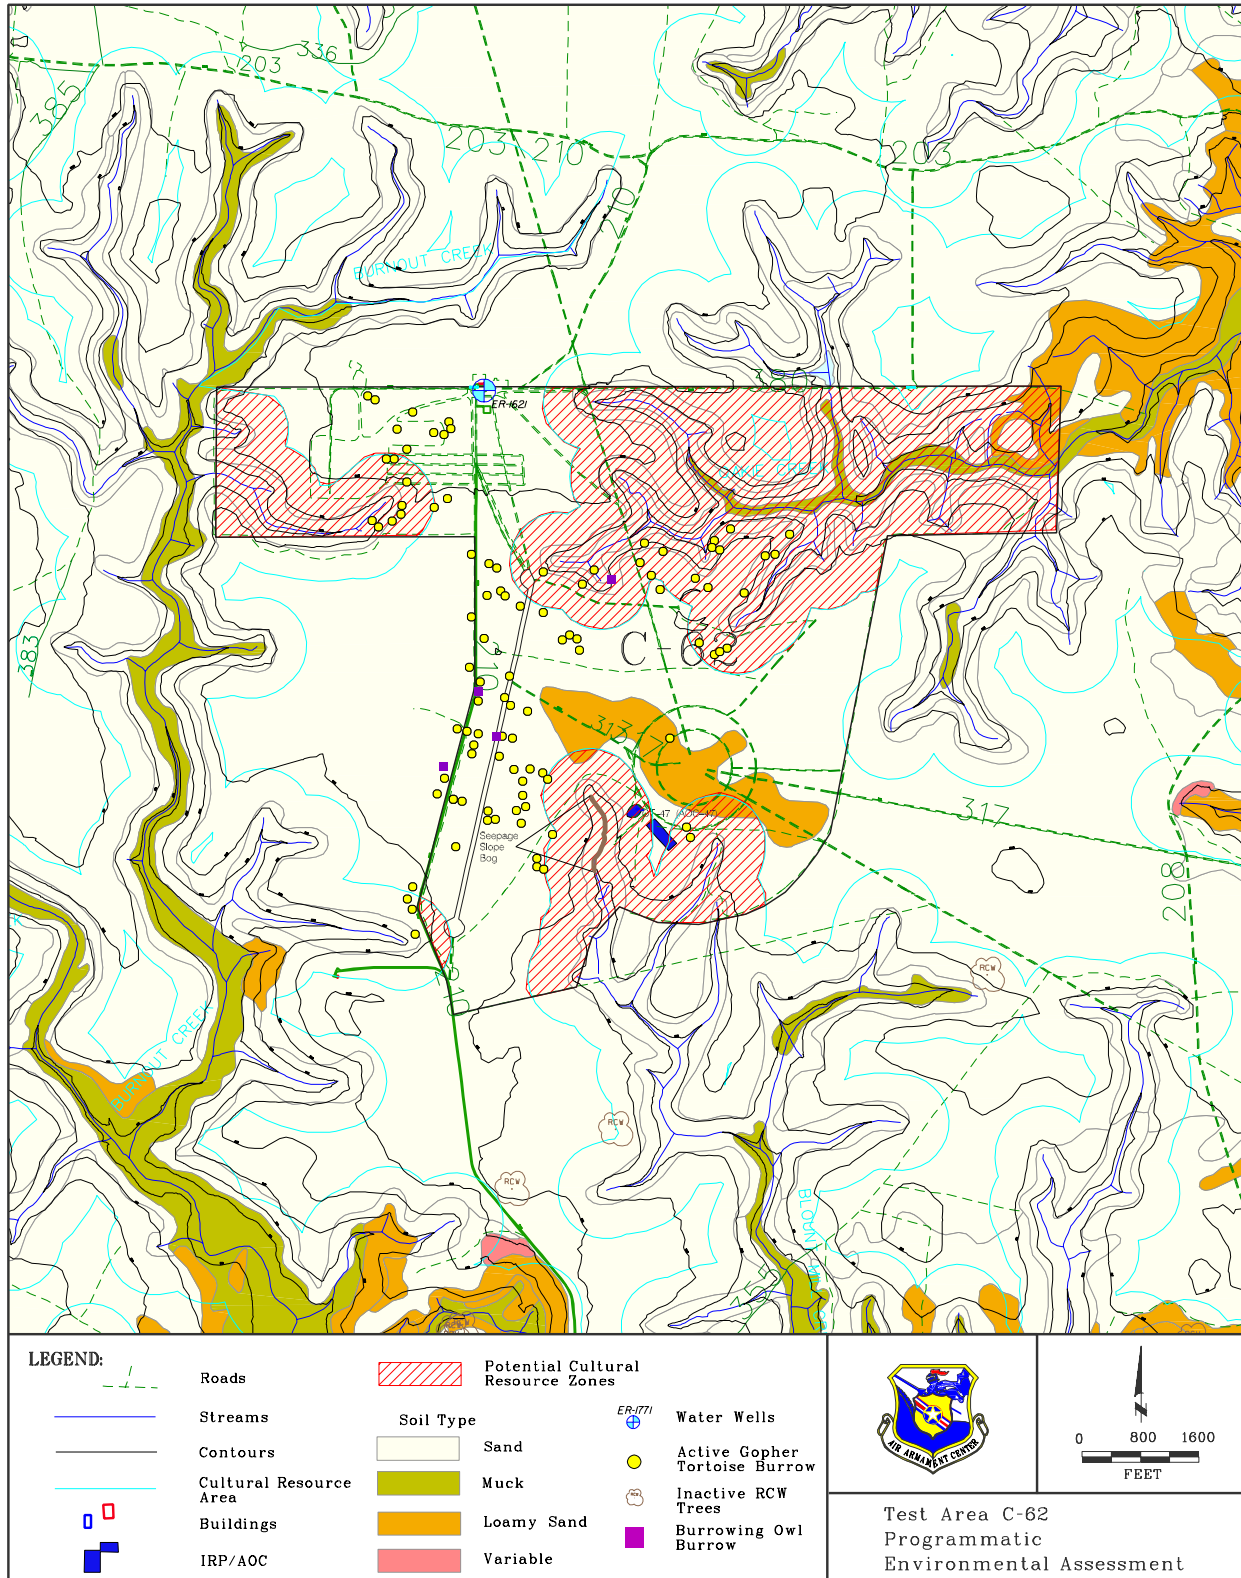 336
203
385
203
210
203
210
BURNOUT CREEK
380
ER-1621
383
C-62
317
317
208
Seepage
Slope
Bog
RCW
BURNOUT CREEK
RCW
RCW
LEGEND:
Roads
Streams
Contours
Cultural Resource
Area
Buildings
IRP/AOC
Potential Cultural
Resource Zones
Soil Type
Sand
Muck
Loamy Sand
Variable
ER-1771
Water Wells
Active Gopher
Tortoise Burrow
RCW
Inactive RCW
Trees
Burrowing Owl
Burrow
AIR ARMAMENT CENTER
N
0 800 1600
FEET
Test Area C-62
Programmatic
Environmental Assessment